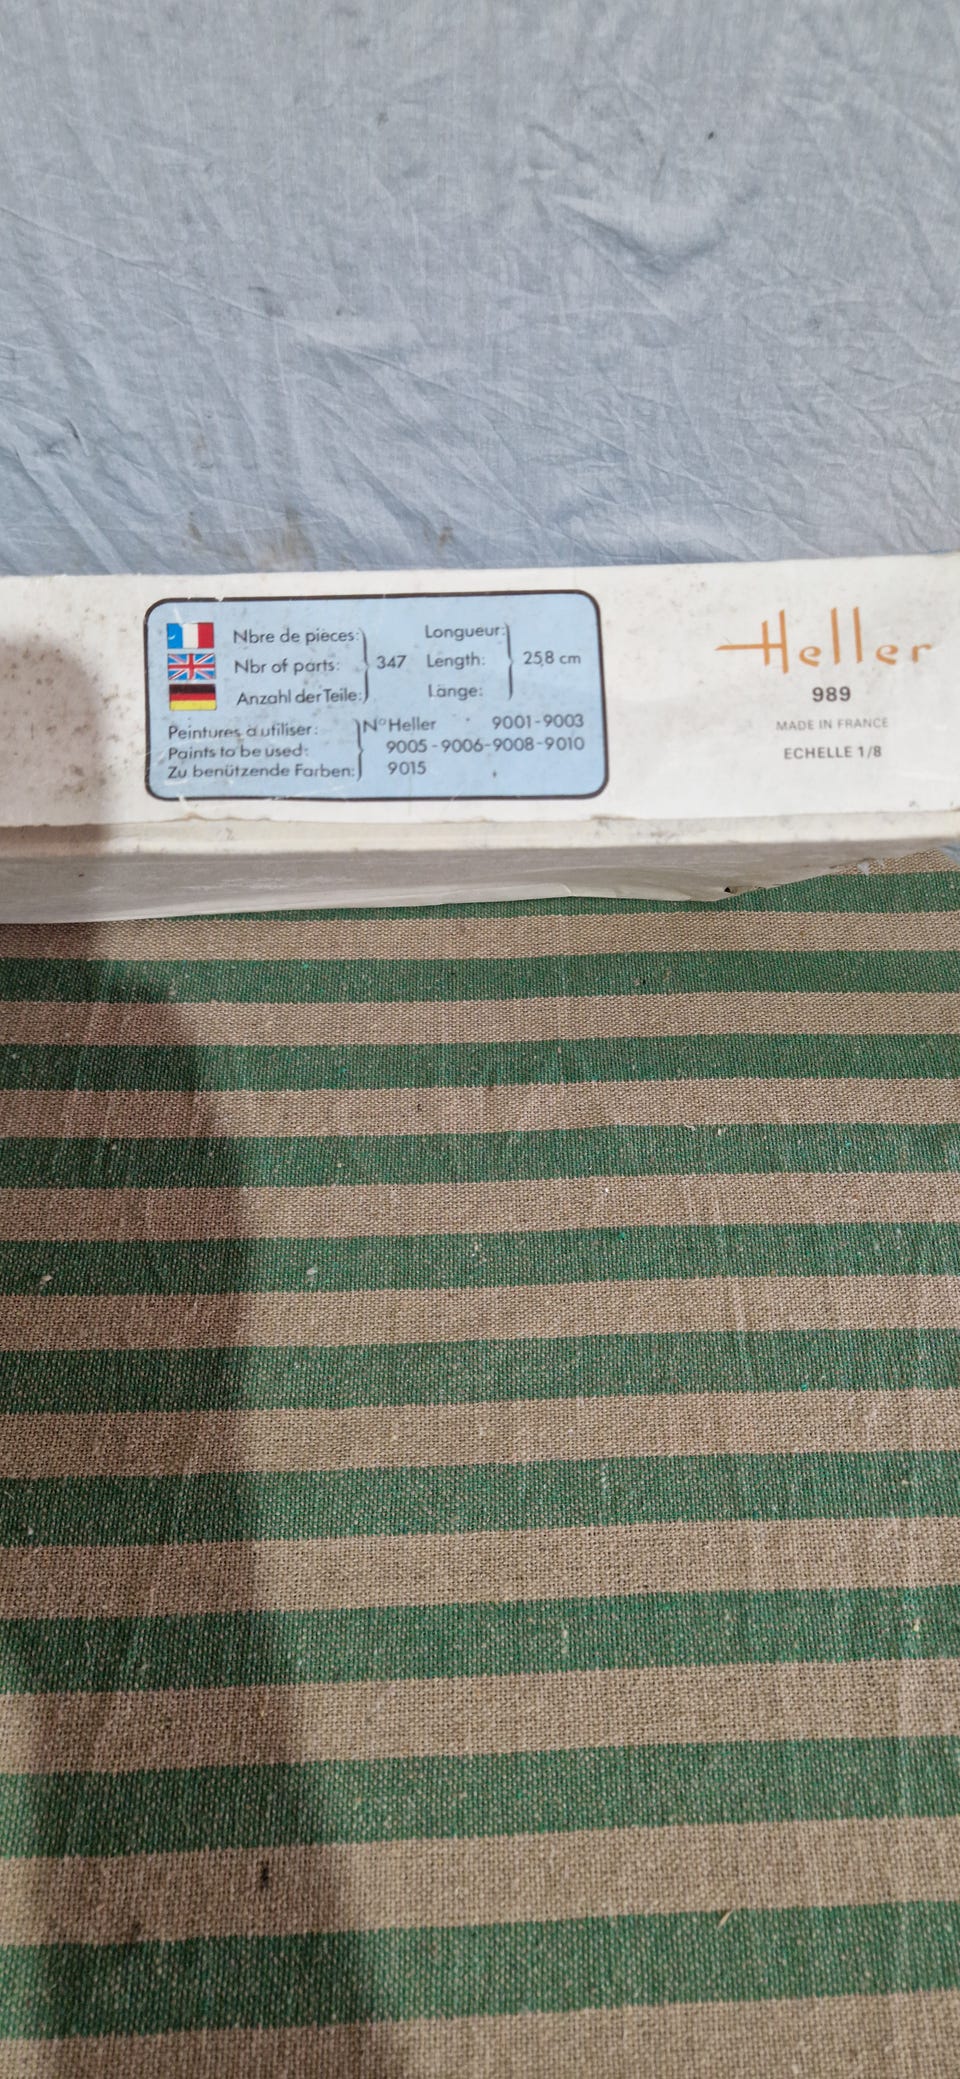 Nbre de pièces:
Nbr of parts:
Anzahl der Teile:
347
Longueur:
Length:
Länge:
25,8 cm
Peintures à utiliser:
Paints to be used:
Zu benützende Farben:
N° Heller 9001-9003
9005-9006-9008-9010
9015
Heller
989
MADE IN FRANCE
ECHELLE 1/8